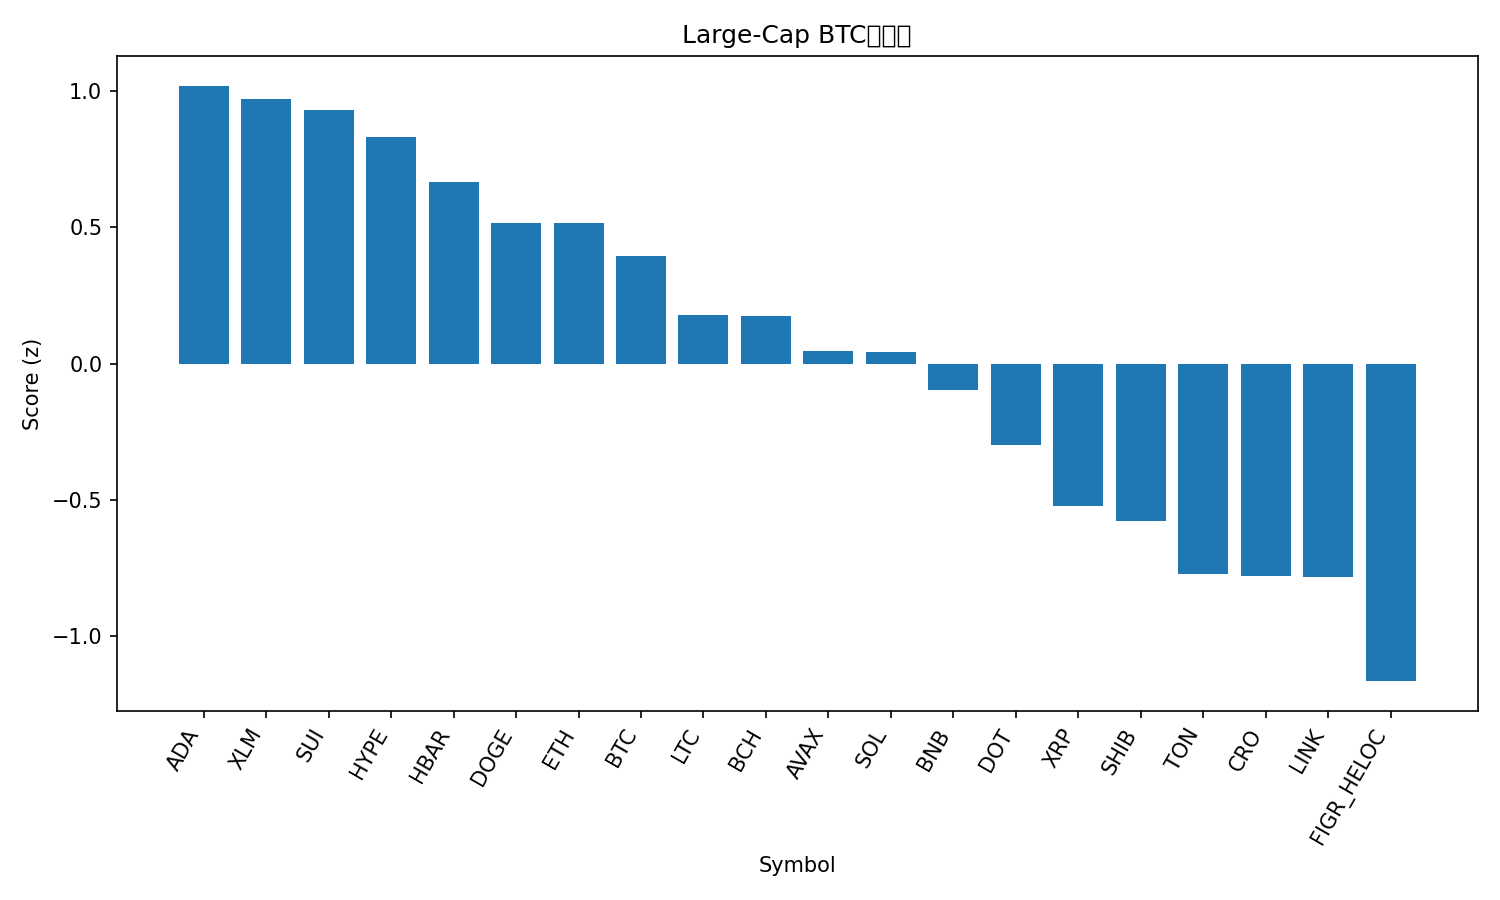 Large-Cap BTC
1.0
0.5
0.0
−0.5
−1.0
Score (z)
ADA
XLM
SUI
HYPE
HBAR
DOGE
ETH
BTC
LTC
BCH
AVAX
SOL
BNB
DOT
XRP
SHIB
TON
CRO
LINK
FIGR_HELOC
Symbol